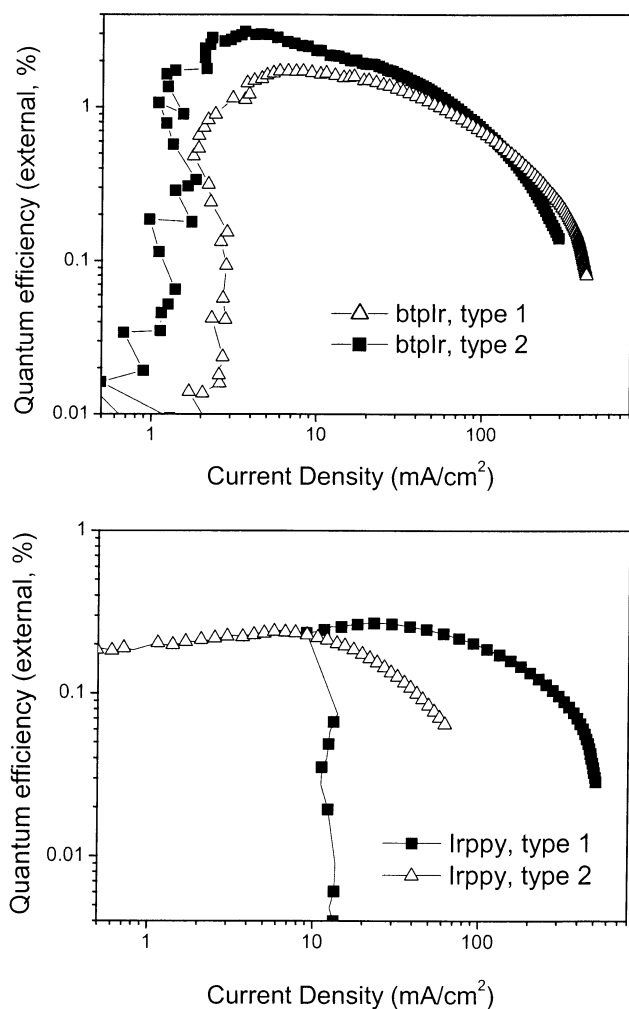 Quantum efficiency (external, %)
1
0.1
0.01
btpIr, type 1
btpIr, type 2
1
10
100
Current Density (mA/cm²)
Quantum efficiency (external, %)
1
0.1
0.01
Irppy, type 1
Irppy, type 2
1
10
100
Current Density (mA/cm²)